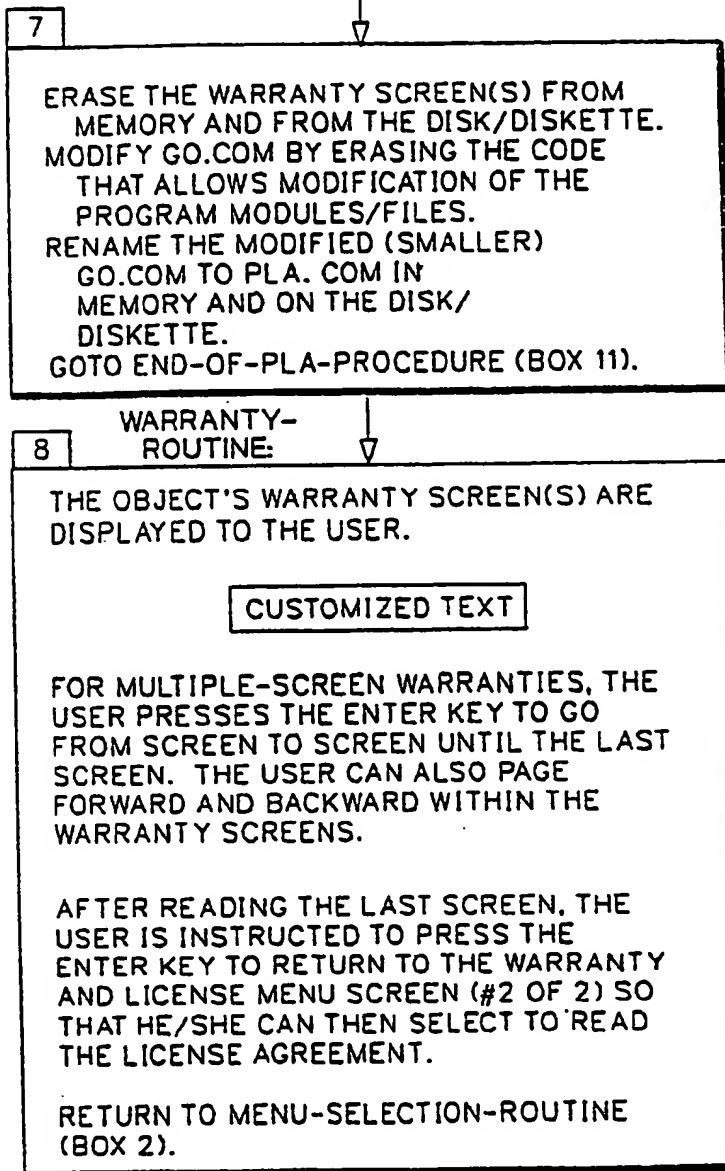 7
ERASE THE WARRANTY SCREEN(S) FROM
MEMORY AND FROM THE DISK/DISKETTE.
MODIFY GO.COM BY ERASING THE CODE
THAT ALLOWS MODIFICATION OF THE
PROGRAM MODULES/FILES.
RENAME THE MODIFIED (SMALLER)
GO.COM TO PLA. COM IN
MEMORY AND ON THE DISK/
DISKETTE.
GOTO END-OF-PLA-PROCEDURE (BOX 11).
WARRANTY-
ROUTINE:
8
THE OBJECT'S WARRANTY SCREEN(S) ARE
DISPLAYED TO THE USER.
CUSTOMIZED TEXT
FOR MULTIPLE-SCREEN WARRANTIES, THE
USER PRESSES THE ENTER KEY TO GO
FROM SCREEN TO SCREEN UNTIL THE LAST
SCREEN. THE USER CAN ALSO PAGE
FORWARD AND BACKWARD WITHIN THE
WARRANTY SCREENS.
AFTER READING THE LAST SCREEN, THE
USER IS INSTRUCTED TO PRESS THE
ENTER KEY TO RETURN TO THE WARRANTY
AND LICENSE MENU SCREEN (#2 OF 2) SO
THAT HE/SHE CAN THEN SELECT TO READ
THE LICENSE AGREEMENT.
RETURN TO MENU-SELECTION-ROUTINE
(BOX 2).